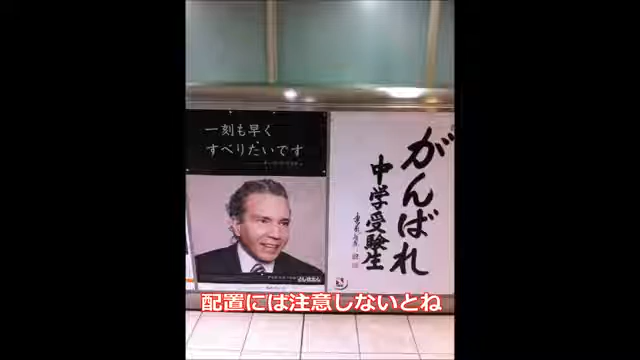 一刻も早く
すべりたいです
がんばれ
中学受験生
配置には注意しないとね